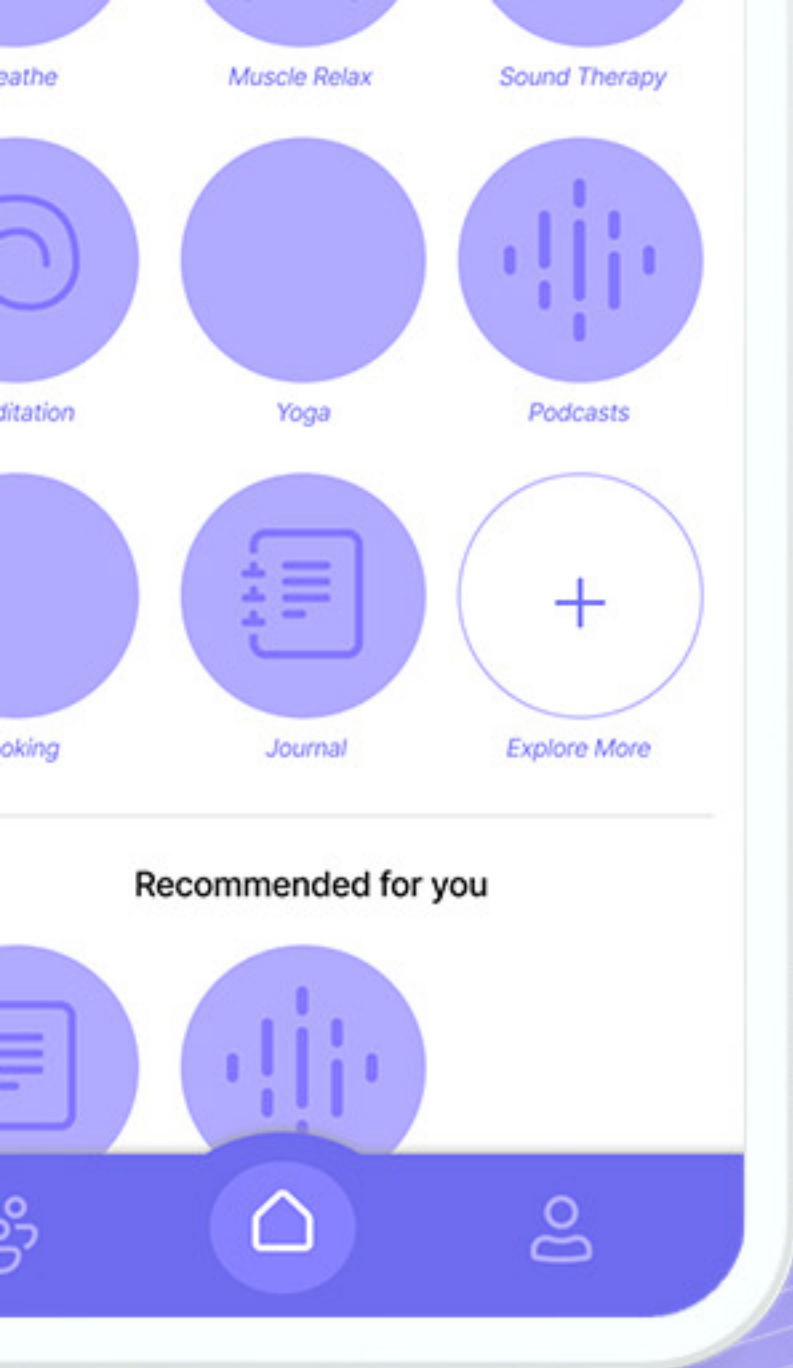 eathe Muscle Relax Sound Therapy
ditation Yoga Podcasts
oking Journal Explore More
Recommended for you